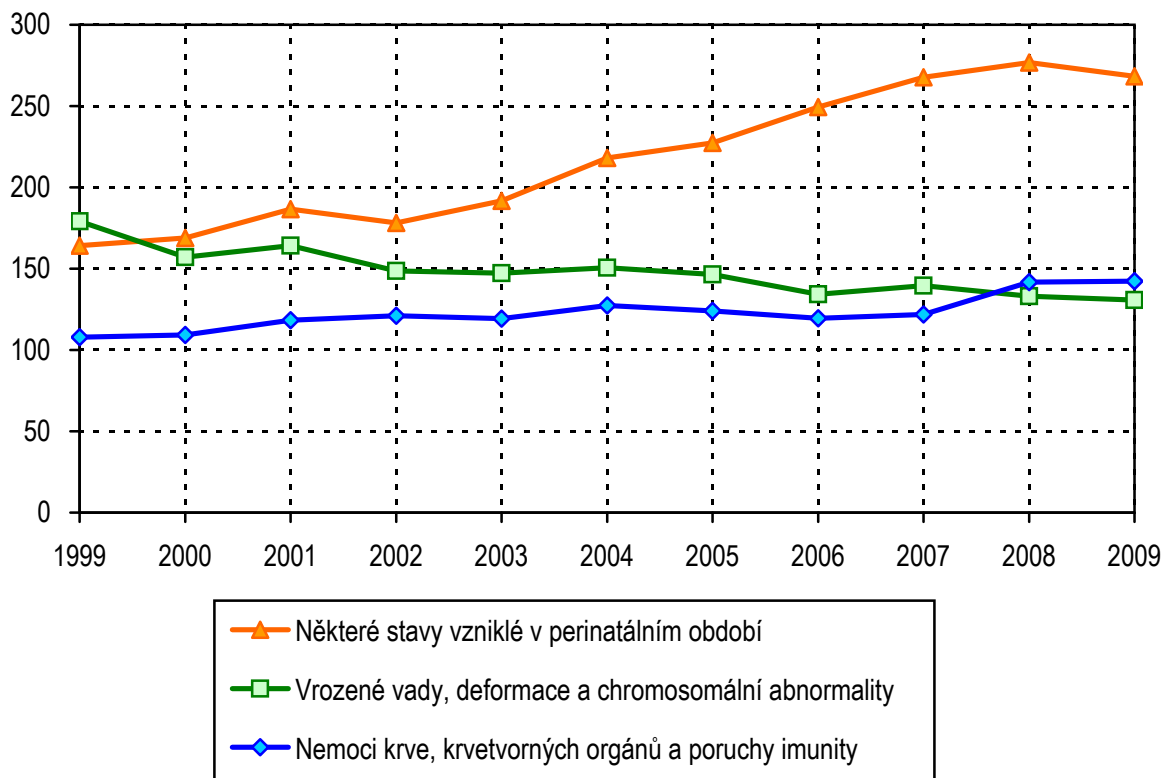 300
250
200
150
100
50
0
1999 2000 2001 2002 2003 2004 2005 2006 2007 2008 2009
Některé stavy vzniklé v perinatálním období
Vrozené vady, deformace a chromosomální abnormality
Nemoci krve, krvetvorných orgánů a poruchy imunity